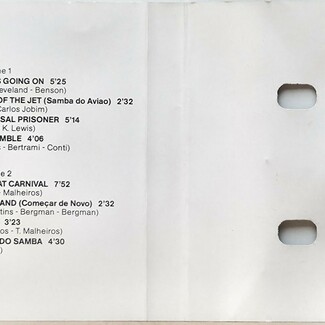 e 1
S GOING ON 5'25
eveland - Benson)
OF THE JET (Samba do Aviao) 2'32
Carlos Jobim)
SAL PRISONER 5'14
K. Lewis)
MBLE 4'06
s - Bertrami - Conti)
e 2
AT CARNIVAL 7'52
- Malheiros)
AND (Começar de Novo) 2'32
tins - Bergman - Bergman)
3'23
os - T. Malheiros)
DO SAMBA 4'30
)